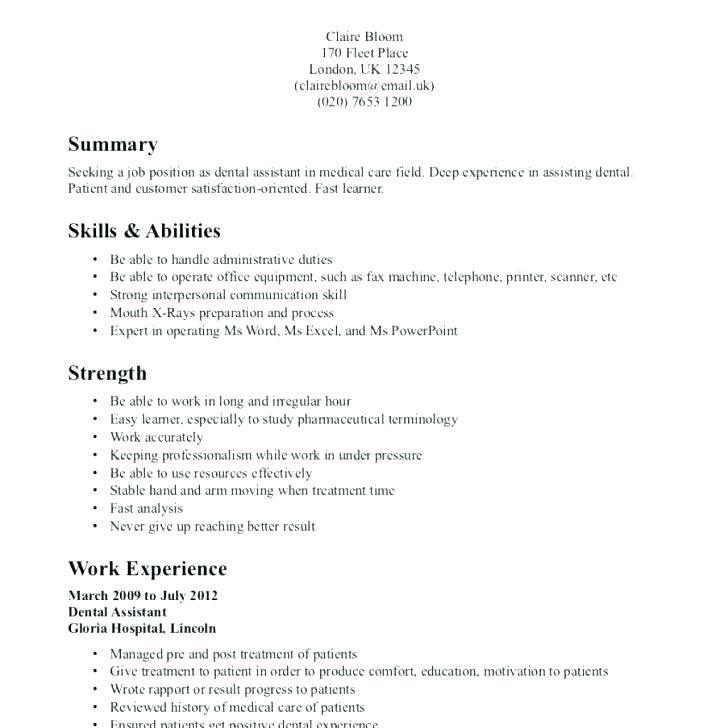 Claire Bloom
170 Fleet Place
London, UK 12345
(clairebloom@email.uk)
(020) 7653 1200
Summary
Seeking a job position as dental assistant in medical care field. Deep experience in assisting dental.
Patient and customer satisfaction-oriented. Fast learner.
Skills & Abilities
• Be able to handle administrative duties
• Be able to operate office equipment, such as fax machine, telephone, printer, scanner, etc
• Strong interpersonal communication skill
• Mouth X-Rays preparation and process
• Expert in operating Ms Word, Ms Excel, and Ms PowerPoint
Strength
• Be able to work in long and irregular hour
• Easy learner, especially to study pharmaceutical terminology
• Work accurately
• Keeping professionalism while work in under pressure
• Be able to use resources effectively
• Stable hand and arm moving when treatment time
• Fast analysis
• Never give up reaching better result
Work Experience
March 2009 to July 2012
Dental Assistant
Gloria Hospital, Lincoln
• Managed pre and post treatment of patients
• Give treatment to patient in order to produce comfort, education, motivation to patients
• Wrote rapport or result progress to patients
• Reviewed history of medical care of patients
• Ensured patients get positive dental experience